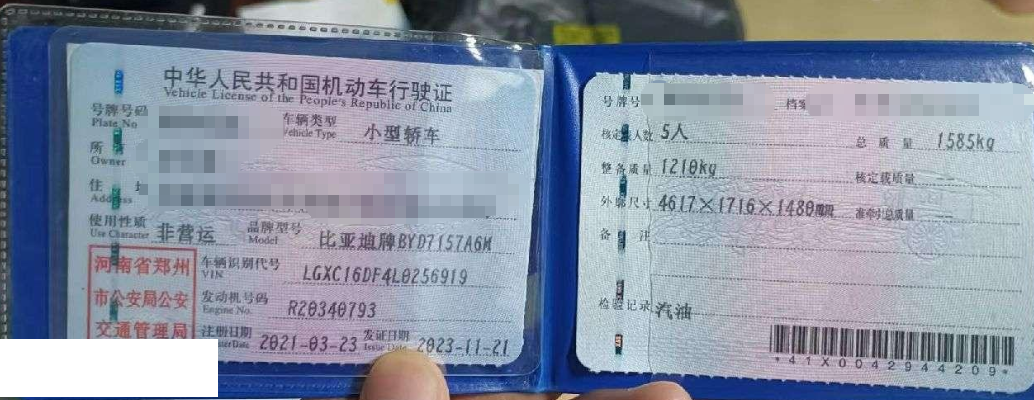 中华人民共和国机动车行驶证
Vehicle License of the People's Republic of China
号牌号码
Plate No
车辆类型
Vehicle Type
小型轿车
所
Owner
住 址
Address
使用性质
Use Character
非营运
品牌型号
Model
比亚迪牌BYD7157A6M
河南省郑州
市公安局公安
交通管理局
车辆识别代号
VIN
LGXC16DF4L0256919
发动机号码
Engine No.
R20340793
注册日期
2021-03-23
发证日期
Issue Date
2023-11-21
号牌号
档案
核定载人数 5人
总质量 1585kg
整备质量 1210kg
核定载质量 --
外廓尺寸 4617×1716×1480mm
准牵引总质量 --
备 注
检验记录 汽油
*41X0042944209*